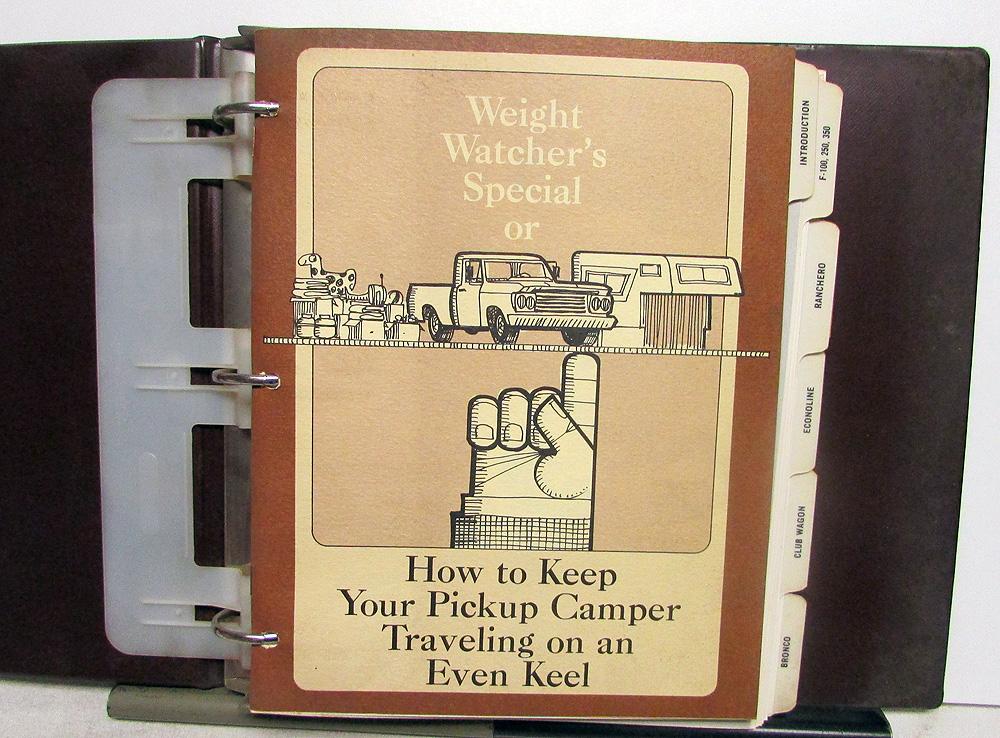 Weight
Watcher's
Special
or
How to Keep
Your Pickup Camper
Traveling on an
Even Keel
INTRODUCTION
F-100, 250, 350
RANCHERO
ECONOLINE
CLUB WAGON
BRONCO